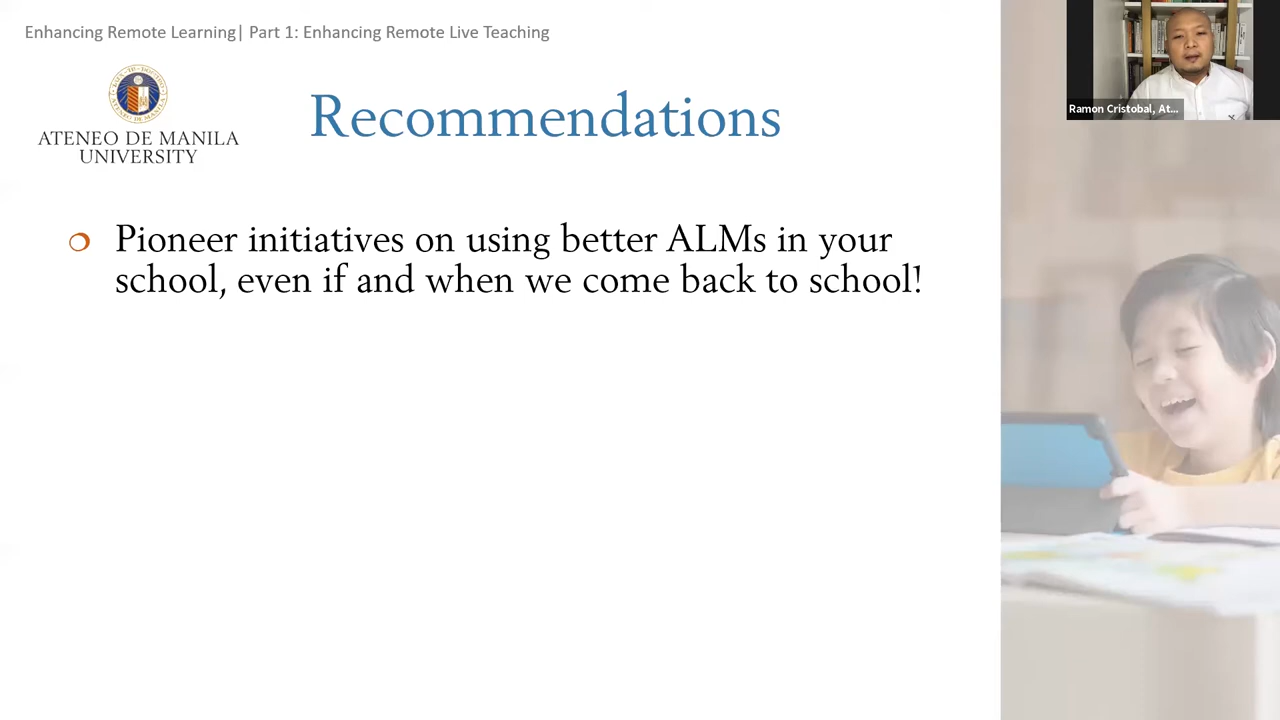 Enhancing Remote Learning| Part 1: Enhancing Remote Live Teaching
Ramon Cristobal, At...
ATENEO DE MANILA
UNIVERSITY
Recommendations
Pioneer initiatives on using better ALMs in your
school, even if and when we come back to school!